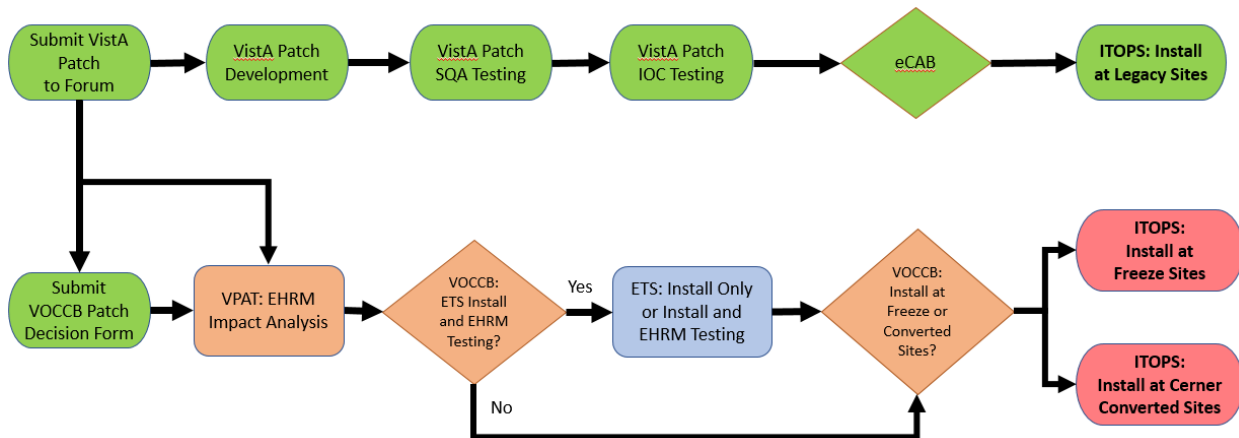 Submit VistA
Patch
to Forum
VistA Patch
Development
VistA Patch
SQA Testing
VistA Patch
IOC Testing
eCAB
ITOPS: Install
at Legacy Sites
Submit
VOCCB Patch
Decision Form
VPAT: EHRM
Impact Analysis
VOCCB:
ETS Install
and EHRM
Testing?
Yes
No
ETS: Install Only
or Install and
EHRM Testing
VOCCB:
Install at
Freeze or
Converted
Sites?
ITOPS:
Install at
Freeze Sites
ITOPS:
Install at Cerner
Converted Sites